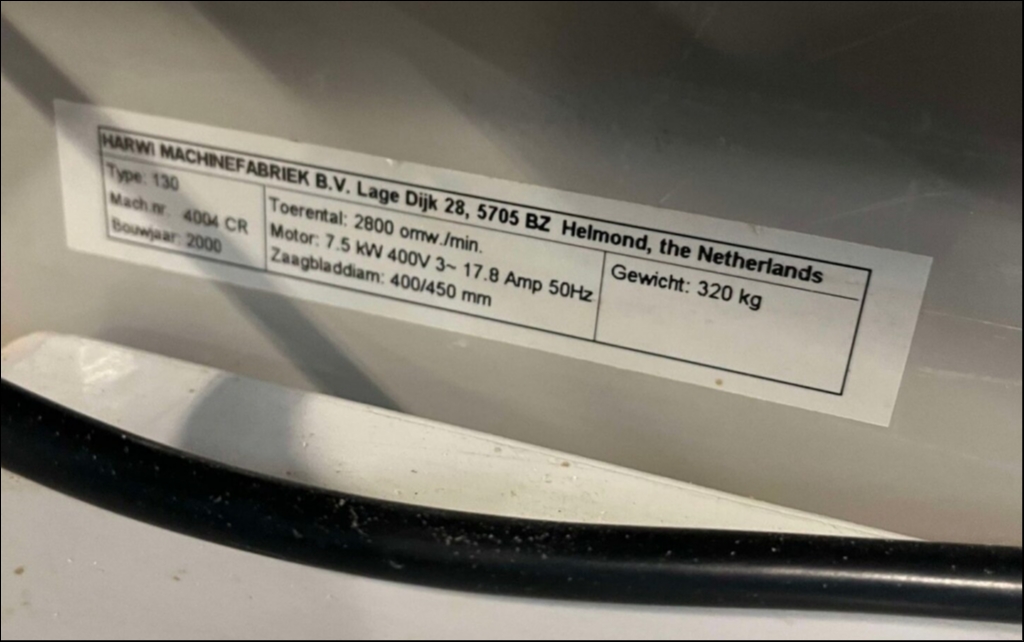 HARWI MACHINEFABRIEK B.V. Lage Dijk 28, 5705 BZ Helmond, the Netherlands
Type: 130
Mach.nr. 4004 CR
Bouwjaar: 2000
Toerental: 2800 omw./min.
Motor: 7.5 kW 400V 3~ 17.8 Amp 50Hz
Zaagbladdiam: 400/450 mm
Gewicht: 320 kg